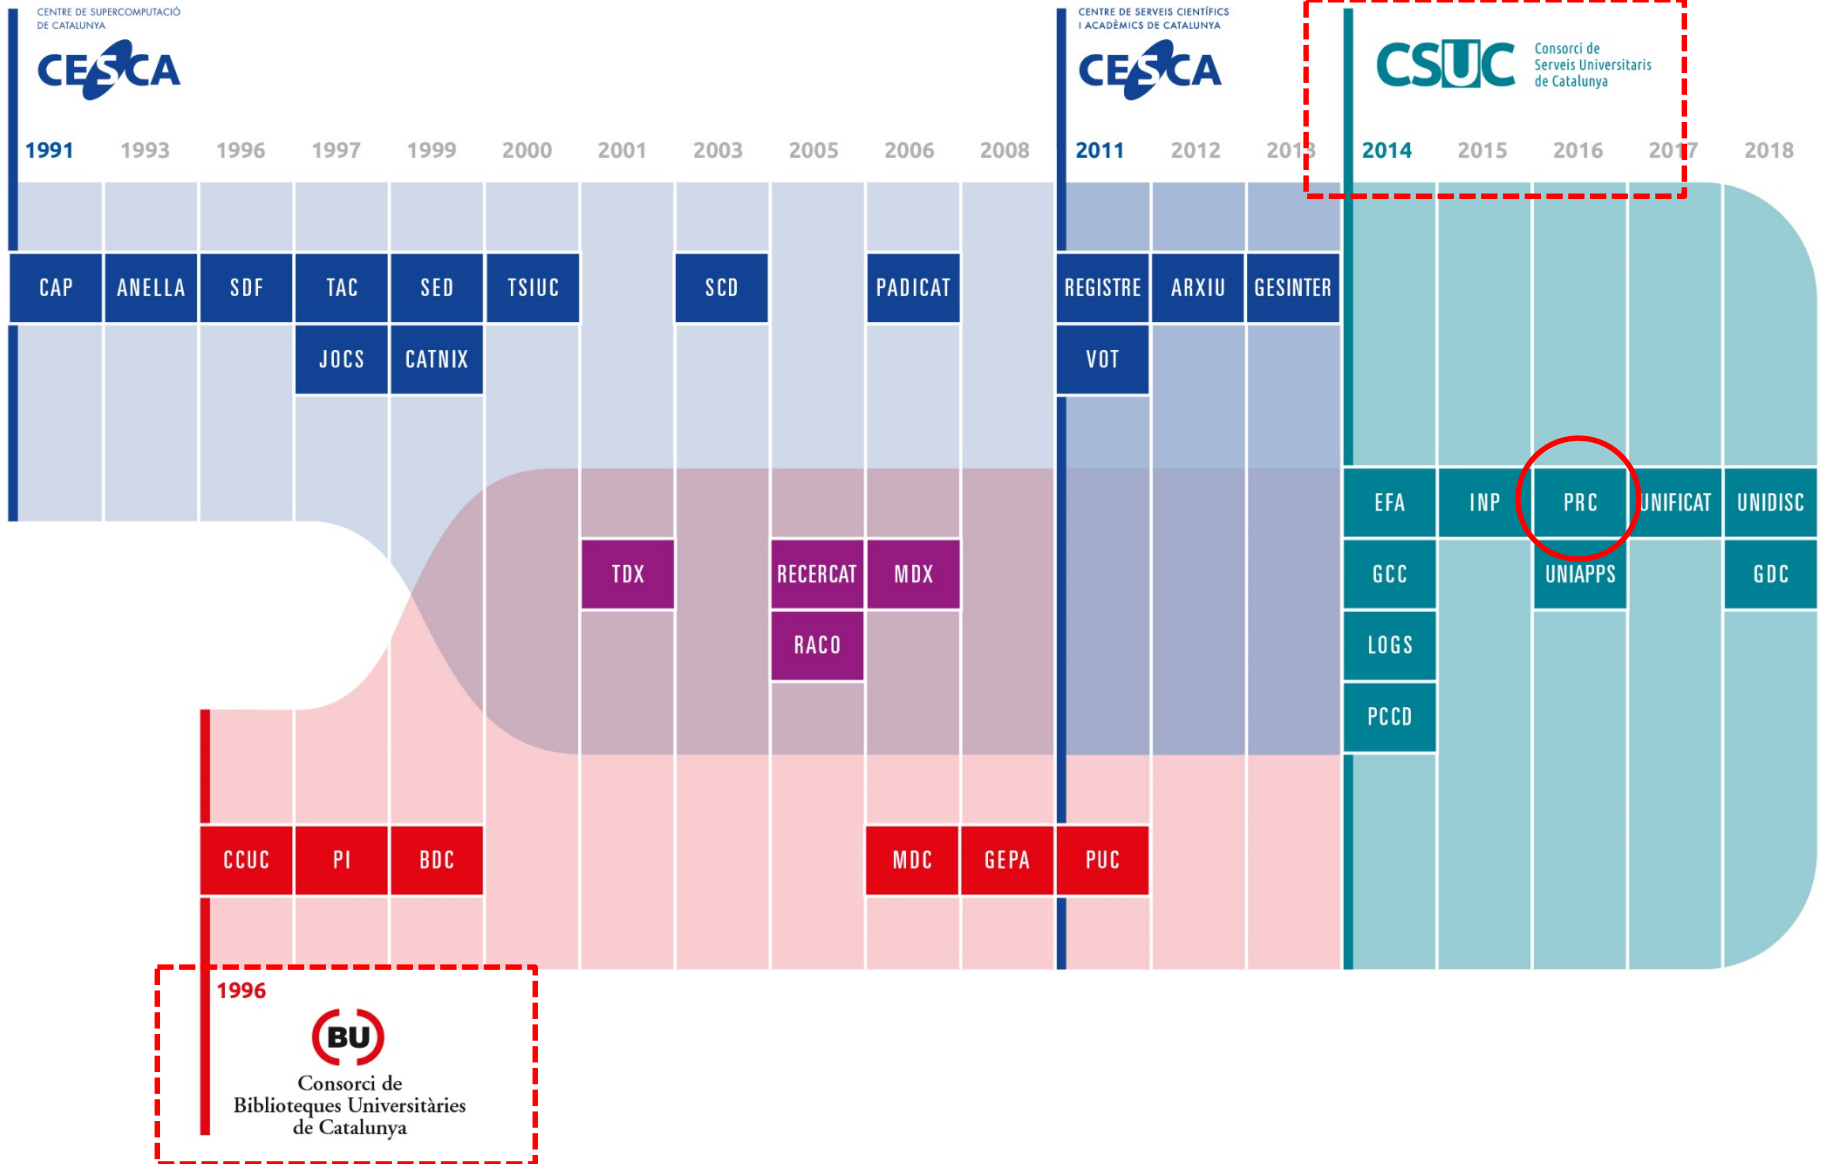 CENTRE DE SUPERCOMPUTACIÓ
DE CATALUNYA
CESCA
CENTRE DE SERVEIS CIENTÍFICS
I ACADÈMICS DE CATALUNYA
CESCA
CSUC
Consorci de
Serveis Universitaris
de Catalunya
1991 1993 1996 1997 1999 2000 2001 2003 2005 2006 2008 2011 2012 2013 2014 2015 2016 2017 2018
CAP ANELLA SDF TAC SED TSIUC SCD PADICAT REGISTRE ARXIU GESINTER
JOCS CATNIX VOT
EFA INP PRC UNIFICAT UNIDISC
TDX RECERCAT MDX GCC UNIAPPS GDC
RACO LOGS
PCCD
CCUC PI BDC MDC GEPA PUC
1996
BU
Consorci de
Biblioteques Universitàries
de Catalunya